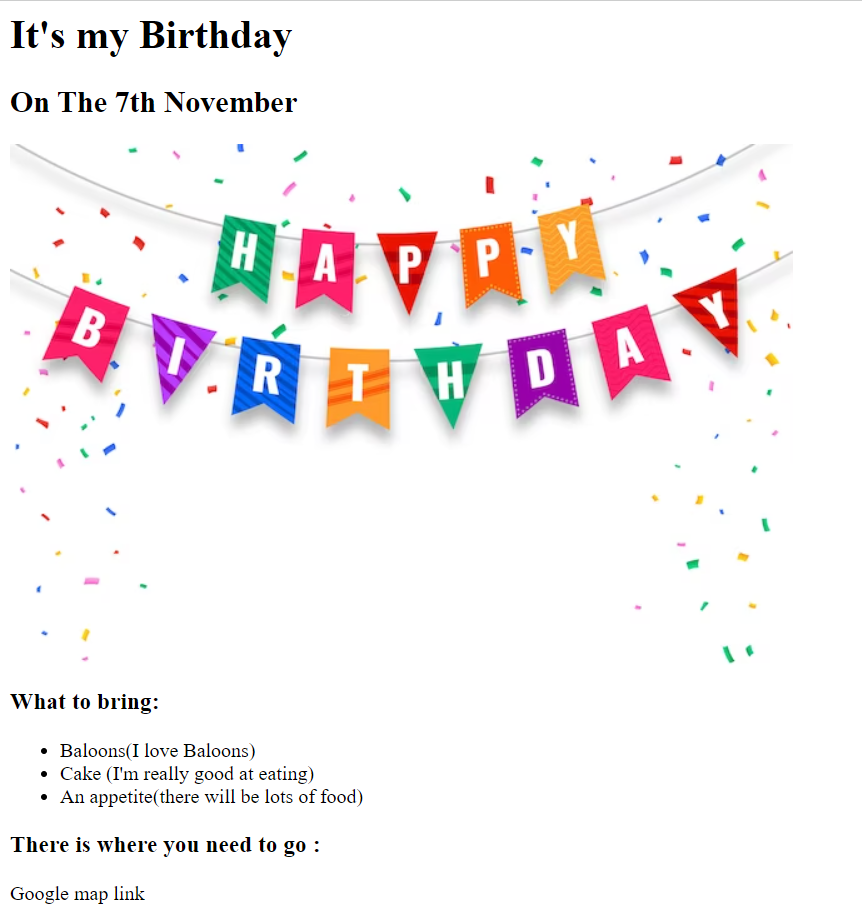 It's my Birthday
On The 7th November
HAPPY
BIRTHDAY
What to bring:
Baloons(I love Baloons)
Cake (I'm really good at eating)
An appetite(there will be lots of food)
There is where you need to go :
Google map link